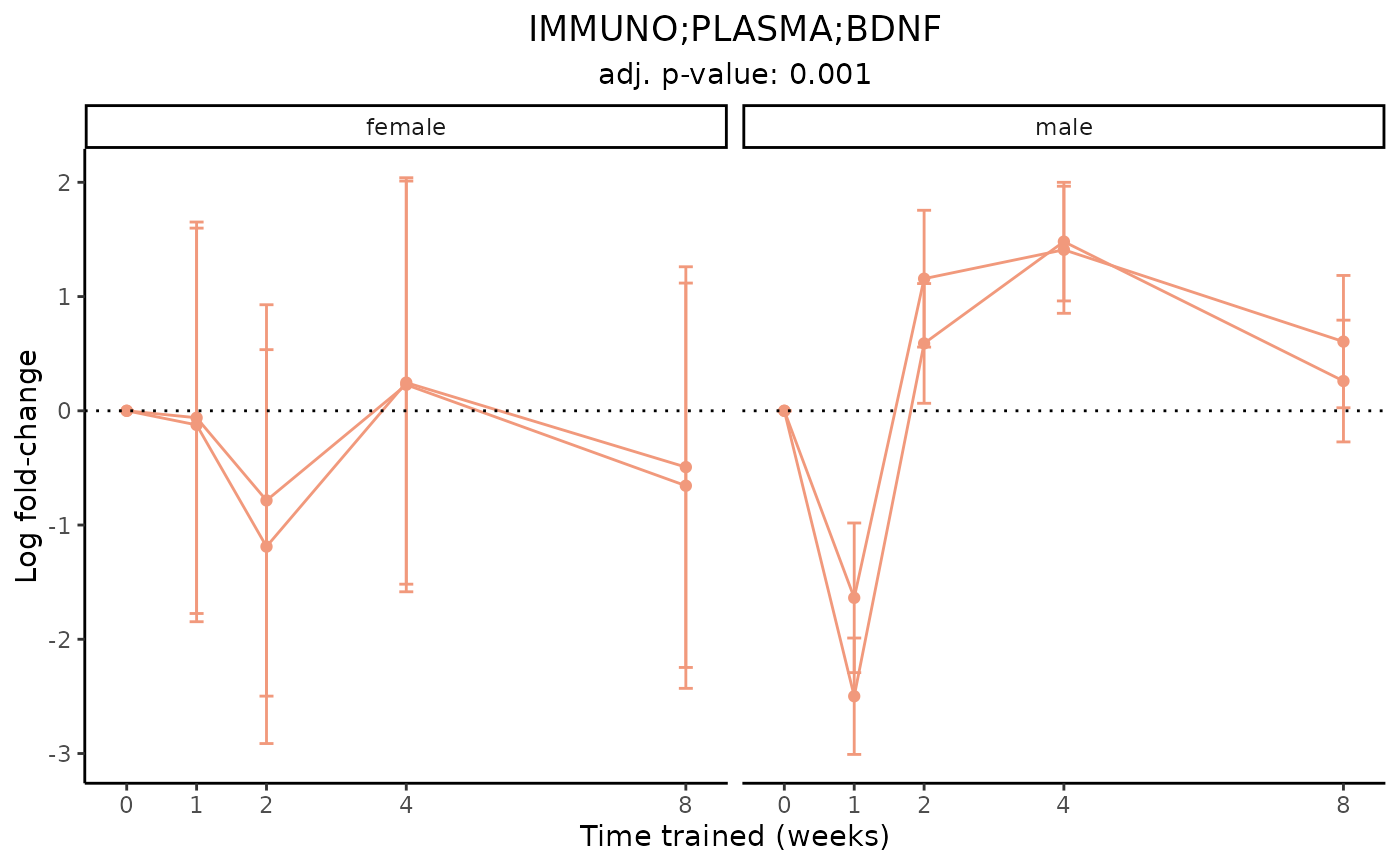 IMMUNO;PLASMA;BDNF
adj. p-value: 0.001
female
male
Log fold-change
2
1
0
-1
-2
-3
0 1 2 4 8
0 1 2 4 8
Time trained (weeks)